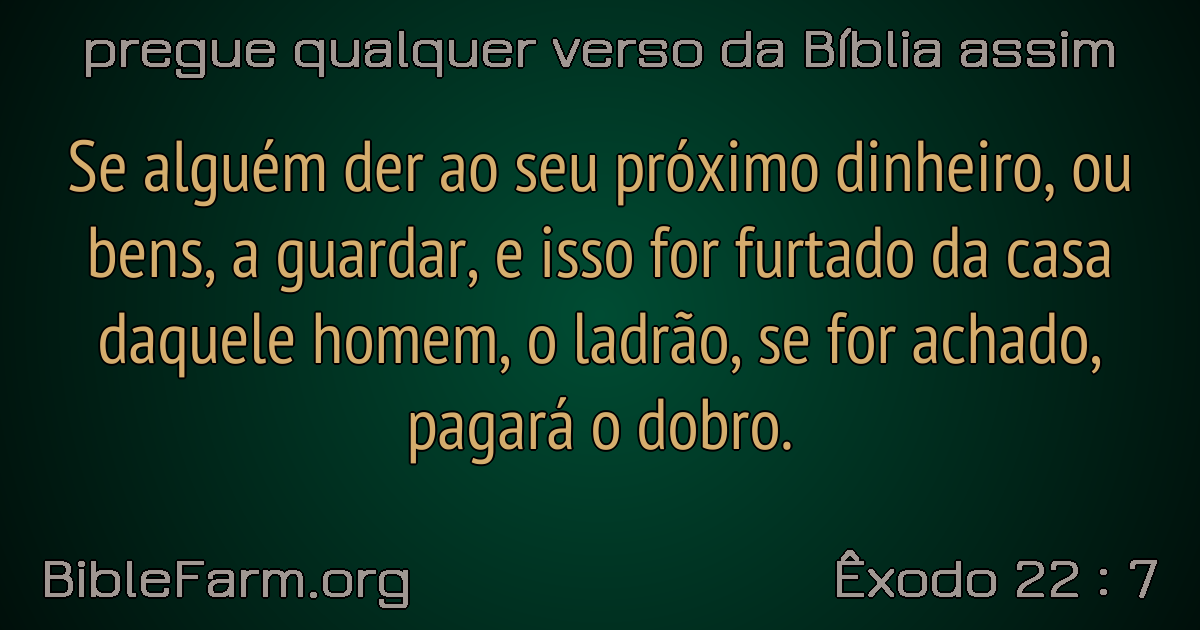 pregue qualquer verso da Bíblia assim
Se alguém der ao seu próximo dinheiro, ou
bens, a guardar, e isso for furtado da casa
daquele homem, o ladrão, se for achado,
pagará o dobro.
BibleFarm.org
Êxodo 22 : 7